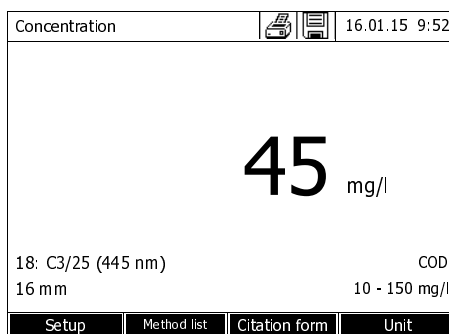 Concentration 16.01.15 9:52
45 mg/l
18: C3/25 (445 nm) COD
16 mm 10 - 150 mg/l
Setup Method list Citation form Unit